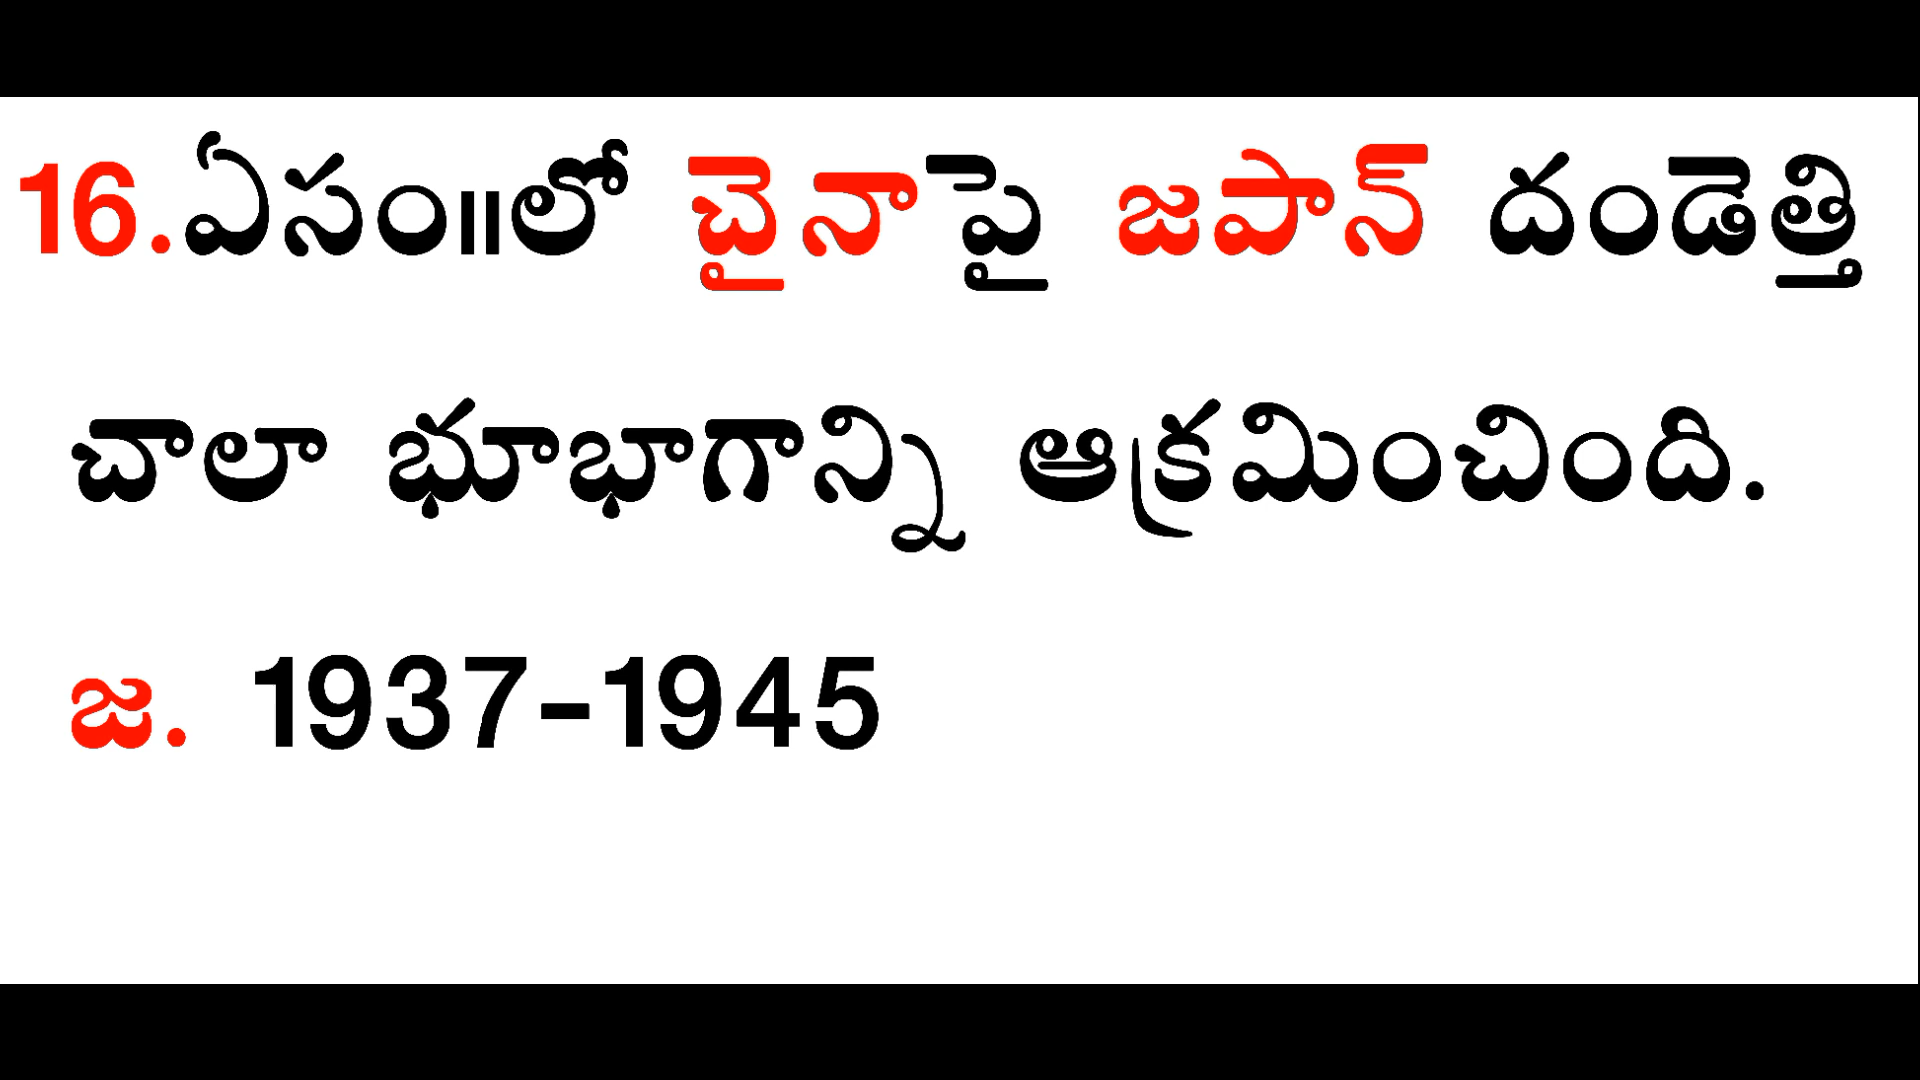 16.ఏసం॥లో చైనాపై జపాన్ దండెత్తి
చాలా భూభాగాన్ని ఆక్రమించింది.
జ. 1937-1945